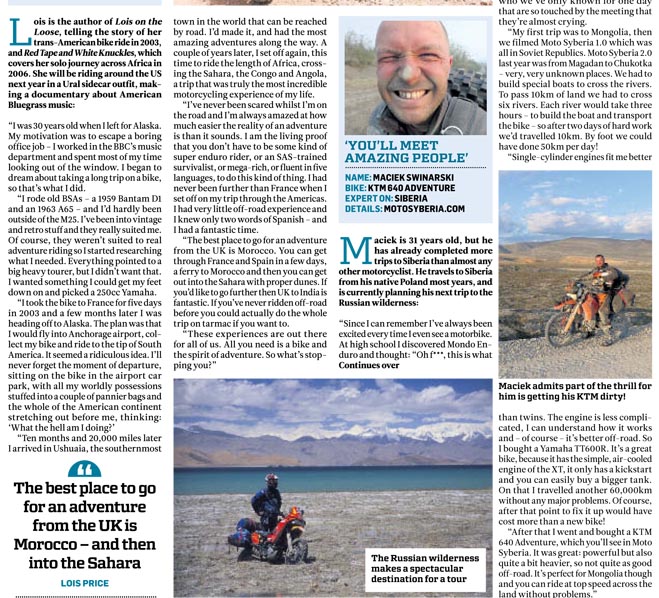 Lois is the author of Lois on the
Loose, telling the story of her
trans-American bike ride in 2003,
and Red Tape and White Knuckles, which
covers her solo journey across Africa in
2006. She will be riding around the US
next year in a Ural sidecar outfit, mak-
ing a documentary about American
Bluegrass music:
"I was 30 years old when I left for Alaska.
My motivation was to escape a boring
office job – I worked in the BBC's music
department and spent most of my time
looking out of the window. I began to
dream about taking a long trip on a bike,
so that's what I did.
"I rode old BSAs – a 1959 Bantam D1
and an 1963 A65 – and I'd hardly been
outside of the M25. I've been into vintage
and retro stuff and they really suited me.
Of course, they weren't suited to real
adventure riding so I started researching
what I needed. Everything pointed to a
big heavy tourer, but I didn't want that.
I wanted something I could get my feet
down on and picked a 250cc Yamaha.
"I took the bike to France for five days
in 2003 and a few months later I was
heading off to Alaska. The plan was that
I would fly into Anchorage airport, col-
lect my bike and ride to the tip of South
America. It seemed a ridiculous idea. I'll
never forget the moment of departure,
sitting on the bike in the airport car
park, with all my worldly possessions
stuffed into a couple of pannier bags and
the whole of the American continent
stretching out before me, thinking:
'What the hell am I doing?'
"Ten months and 20,000 miles later
I arrived in Ushuaia, the southernmost
“
The best place to go
for an adventure
from the UK is
Morocco – and then
into the Sahara
LOIS PRICE
town in the world that can be reached
by road. I'd made it, and had the most
amazing adventures along the way. A
couple of years later, I set off again, this
time to ride the length of Africa, cross-
ing the Sahara, the Congo and Angola,
a trip that was truly the most incredible
motorcycling experience of my life.
"I've never been scared whilst I'm on
the road and I'm always amazed at how
much easier the reality of an adventure
is than it sounds. I am the living proof
that you don't have to be some kind of
super enduro rider, or an SAS-trained
survivalist, or mega-rich, or fluent in five
languages, to do this kind of thing. I had
never been further than France when I
set off on my trip through the Americas.
I had very little off-road experience and
I knew only two words of Spanish – and
I had a fantastic time.
"The best place to go for an adventure
from the UK is Morocco. You can get
through France and Spain in a few days,
a ferry to Morocco and then you can get
out into the Sahara with proper dunes. If
you'd like to go further then UK to India is
fantastic. If you've never ridden off-road
before you could actually do the whole
trip on tarmac if you want to.
"These experiences are out there
for all of us. All you need is a bike and
the spirit of adventure. So what's stop-
ping you?"
'YOU'LL MEET
AMAZING PEOPLE'
NAME: MACIEK SWINARSKI
BIKE: KTM 640 ADVENTURE
EXPERT ON: SIBERIA
DETAILS: MOTOSYBERIA.COM
Maciek is 31 years old, but he
has already completed more
trips to Siberia than almost any
other motorcyclist. He travels to Siberia
from his native Poland most years, and
is currently planning his next trip to the
Russian wilderness:
"Since I can remember I've always been
excited every time I even see a motorbike.
At high school I discovered Mondo En-
duro and thought: "Oh f***, this is what
Continues over
The Russian wilderness
makes a spectacular
destination for a tour
who we've only known for one day
that are so touched by the meeting that
they're almost crying.
"My first trip was to Mongolia, then
we filmed Moto Syberia 1.0 which was
all in Soviet Republics. Moto Syberia 2.0
last year was from Magadan to Chukotka
– very, very unknown places. We had to
build special boats to cross the rivers.
To pass 10km of land we had to cross
six rivers. Each river would take three
hours – to build the boat and transport
the bike – so after two days of hard work
we'd travelled 10km. By foot we could
have done 50km per day!
"Single-cylinder engines fit me better
Maciek admits part of the thrill for
him is getting his KTM dirty!
than twins. The engine is less compli-
cated, I can understand how it works
and – of course – it's better off-road. So
I bought a Yamaha TT600R. It's a great
bike, because it has the simple, air-cooled
engine of the XT, it only has a kickstart
and you can easily buy a bigger tank.
On that I travelled another 60,000km
without any major problems. Of course,
after that point to fix it up would have
cost more than a new bike!
"After that I went and bought a KTM
640 Adventure, which you'll see in Moto
Syberia. It was great: powerful but also
quite a bit heavier, so not quite as good
off-road. It's perfect for Mongolia though
and you can ride at top speed across the
land without problems."